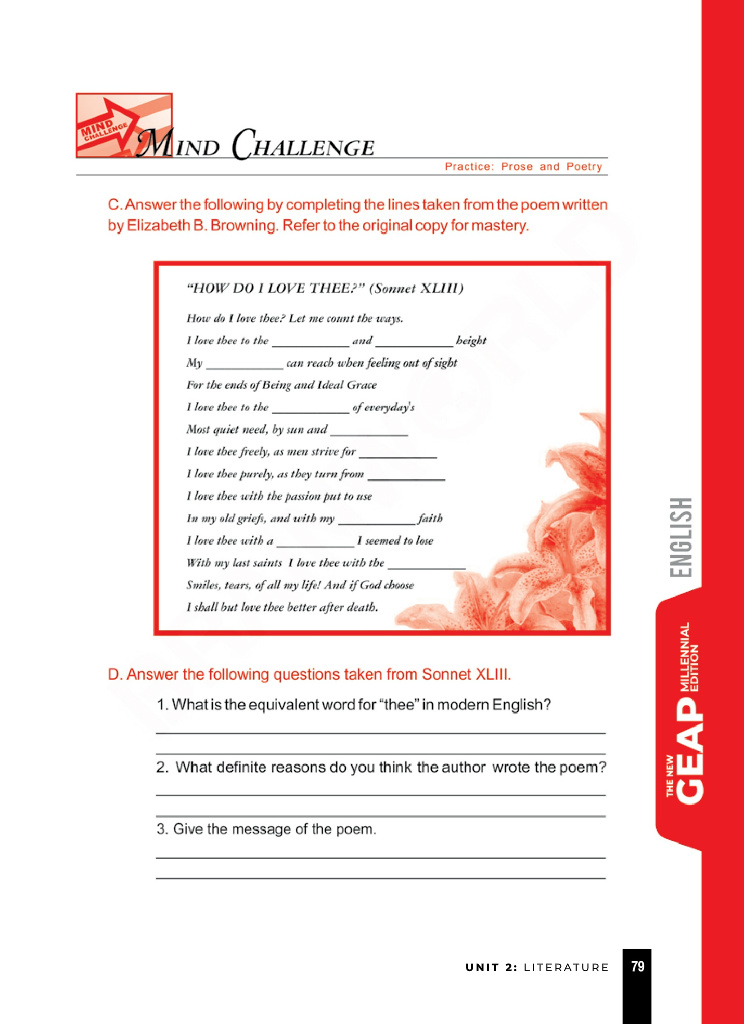 MIND
CHALLENGE
MIND CHALLENGE
Practice: Prose and Poetry
C. Answer the following by completing the lines taken from the poem written
by Elizabeth B. Browning. Refer to the original copy for mastery.
“HOW DO I LOVE THEE?” (Sonnet XLIII)
How do I love thee? Let me count the ways.
I love thee to the ____________ and ____________ height
My ____________ can reach when feeling out of sight
For the ends of Being and Ideal Grace
I love thee to the ____________ of everyday's
Most quiet need, by sun and ____________
I love thee freely, as men strive for ____________
I love thee purely, as they turn from ____________
I love thee with the passion put to use
In my old griefs, and with my ____________ faith
I love thee with a ____________ I seemed to lose
With my last saints I love thee with the ____________
Smiles, tears, of all my life! And if God choose
I shall but love thee better after death.
D. Answer the following questions taken from Sonnet XLIII.
1. What is the equivalent word for “thee” in modern English?
2. What definite reasons do you think the author wrote the poem?
3. Give the message of the poem.
ENGLISH
THE NEW
GEAP
MILLENNIAL
EDITION
UNIT 2: LITERATURE 79